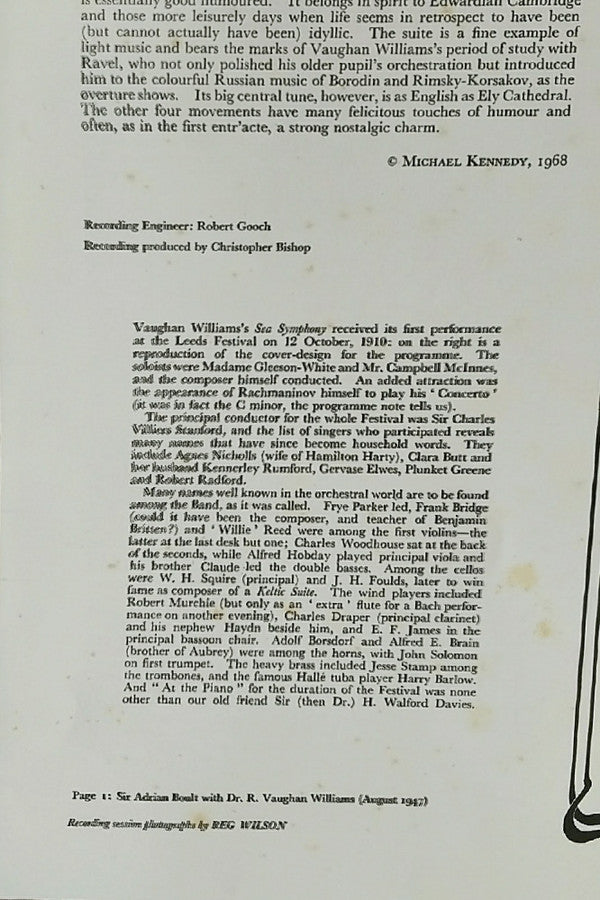 is essentially good humoured. It belongs in spirit to Edwardian Cambridge
and those more leisurely days when life seems in retrospect to have been
(but cannot actually have been) idyllic. The suite is a fine example of
light music and bears the marks of Vaughan Williams's period of study with
Ravel, who not only polished his older pupil's orchestration but introduced
him to the colourful Russian music of Borodin and Rimsky-Korsakov, as the
overture shows. Its big central tune, however, is as English as Ely Cathedral.
The other four movements have many felicitous touches of humour and
often, as in the first entr'acte, a strong nostalgic charm.
© MICHAEL KENNEDY, 1968
Recording Engineer: Robert Gooch
Recording produced by Christopher Bishop
Vaughan Williams's Sea Symphony received its first performance
at the Leeds Festival on 12 October, 1910: on the right is a
reproduction of the cover-design for the programme. The
soloists were Madame Gleeson-White and Mr. Campbell McInnes,
and the composer himself conducted. An added attraction was
the appearance of Rachmaninov himself to play his ' Concerto '
(it was in fact the C minor, the programme note tells us).
The principal conductor for the whole Festival was Sir Charles
Villiers Stanford, and the list of singers who participated reveals
many names that have since become household words. They
include Agnes Nicholls (wife of Hamilton Harty), Clara Butt and
her husband Kennerley Rumford, Gervase Elwes, Plunket Greene
and Robert Radford.
Many names well known in the orchestral world are to be found
among the Band, as it was called. Frye Parker led, Frank Bridge
(could it have been the composer, and teacher of Benjamin
Britten?) and ' Willie ' Reed were among the first violins—the
latter at the last desk but one; Charles Woodhouse sat at the back
of the seconds, while Alfred Hobday played principal viola and
his brother Claude led the double basses. Among the cellos
were W. H. Squire (principal) and J. H. Foulds, later to win
fame as composer of a Keltic Suite. The wind players included
Robert Murchie (but only as an ' extra ' flute for a Bach perfor-
mance on another evening), Charles Draper (principal clarinet)
and his nephew Haydn beside him, and E. F. James in the
principal bassoon chair. Adolf Borsdorf and Alfred E. Brain
(brother of Aubrey) were among the horns, with John Solomon
on first trumpet. The heavy brass included Jesse Stamp among
the trombones, and the famous Hallé tuba player Harry Barlow.
And " At the Piano " for the duration of the Festival was none
other than our old friend Sir (then Dr.) H. Walford Davies.
Page 1: Sir Adrian Boult with Dr. R. Vaughan Williams (August 1947)
Recording session photographs by REG WILSON